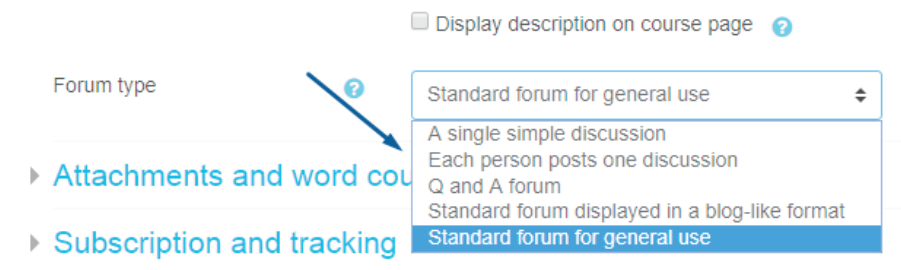 Display description on course page
Forum type
Standard forum for general use
A single simple discussion
Each person posts one discussion
Q and A forum
Standard forum displayed in a blog-like format
Standard forum for general use
Attachments and word cou
Subscription and tracking